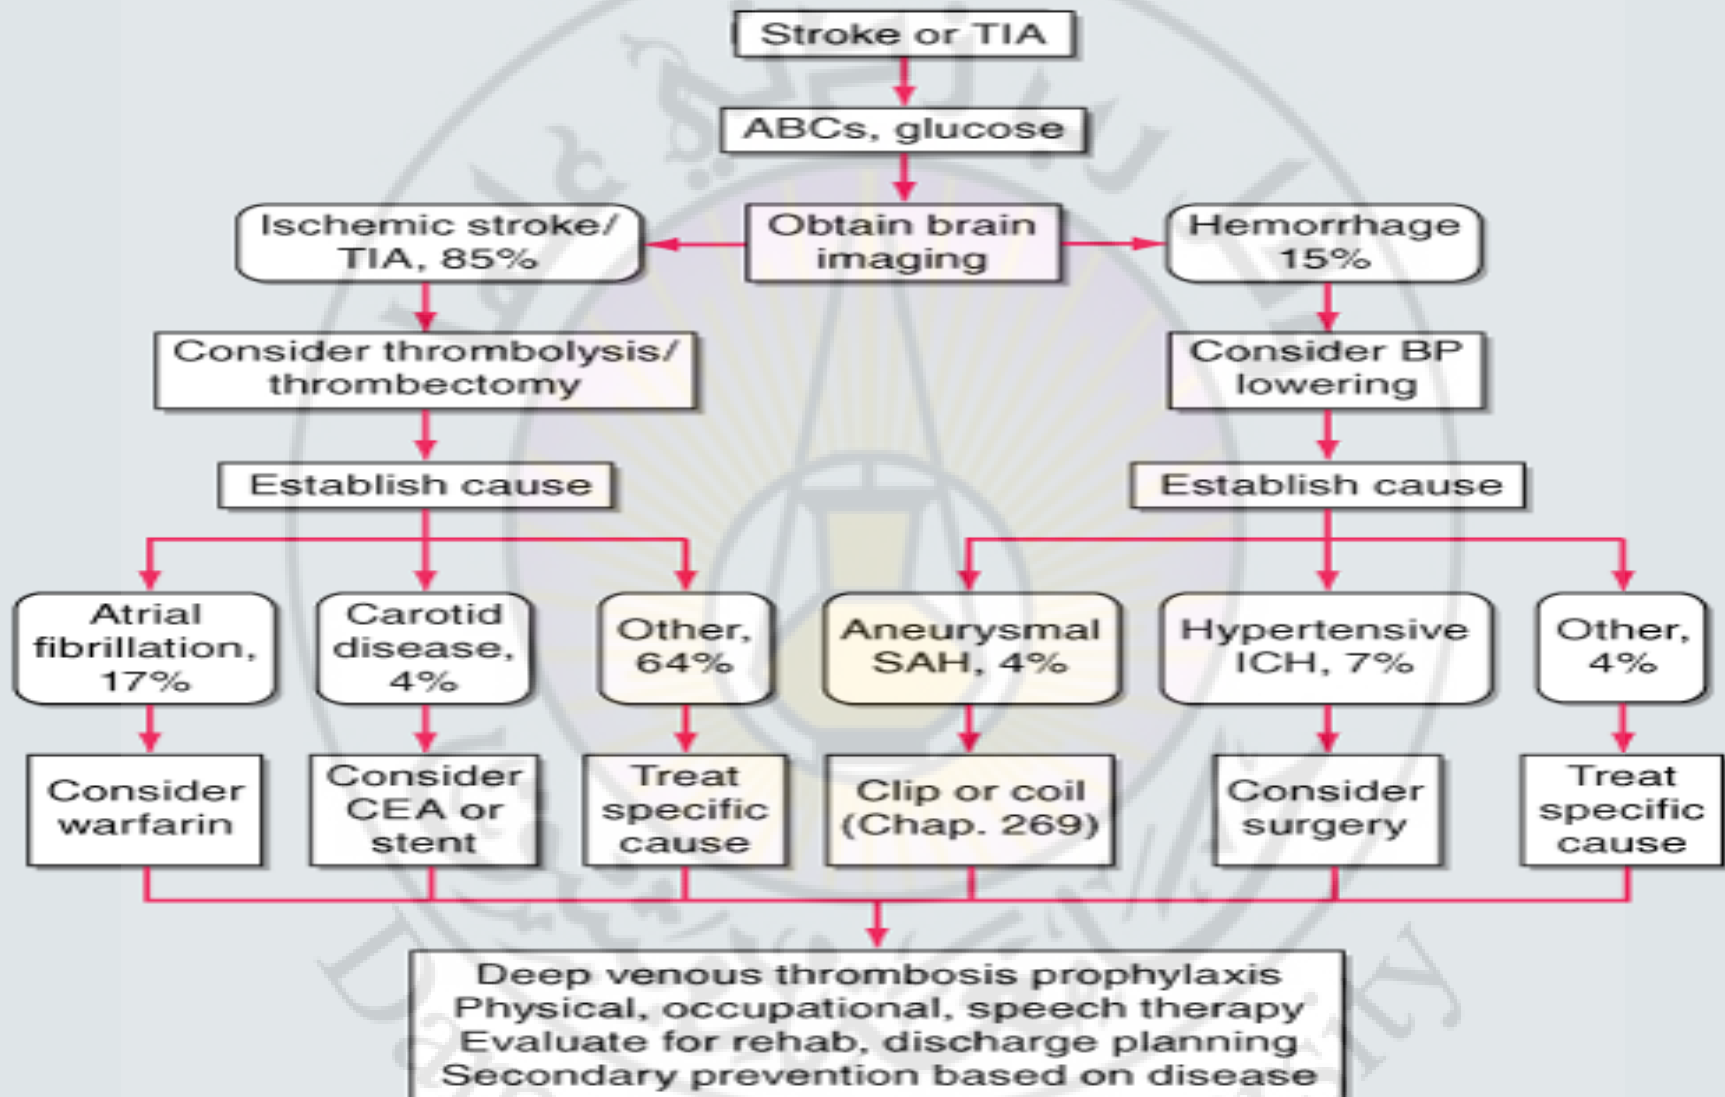 Stroke or TIA
ABCs, glucose
Ischemic stroke/
TIA, 85%
Obtain brain
imaging
Hemorrhage
15%
Consider thrombolysis/
thrombectomy
Consider BP
lowering
Establish cause
Establish cause
Atrial
fibrillation,
17%
Carotid
disease,
4%
Other,
64%
Aneurysmal
SAH, 4%
Hypertensive
ICH, 7%
Other,
4%
Consider
warfarin
Consider
CEA or
stent
Treat
specific
cause
Clip or coil
(Chap. 269)
Consider
surgery
Treat
specific
cause
Deep venous thrombosis prophylaxis
Physical, occupational, speech therapy
Evaluate for rehab, discharge planning
Secondary prevention based on disease